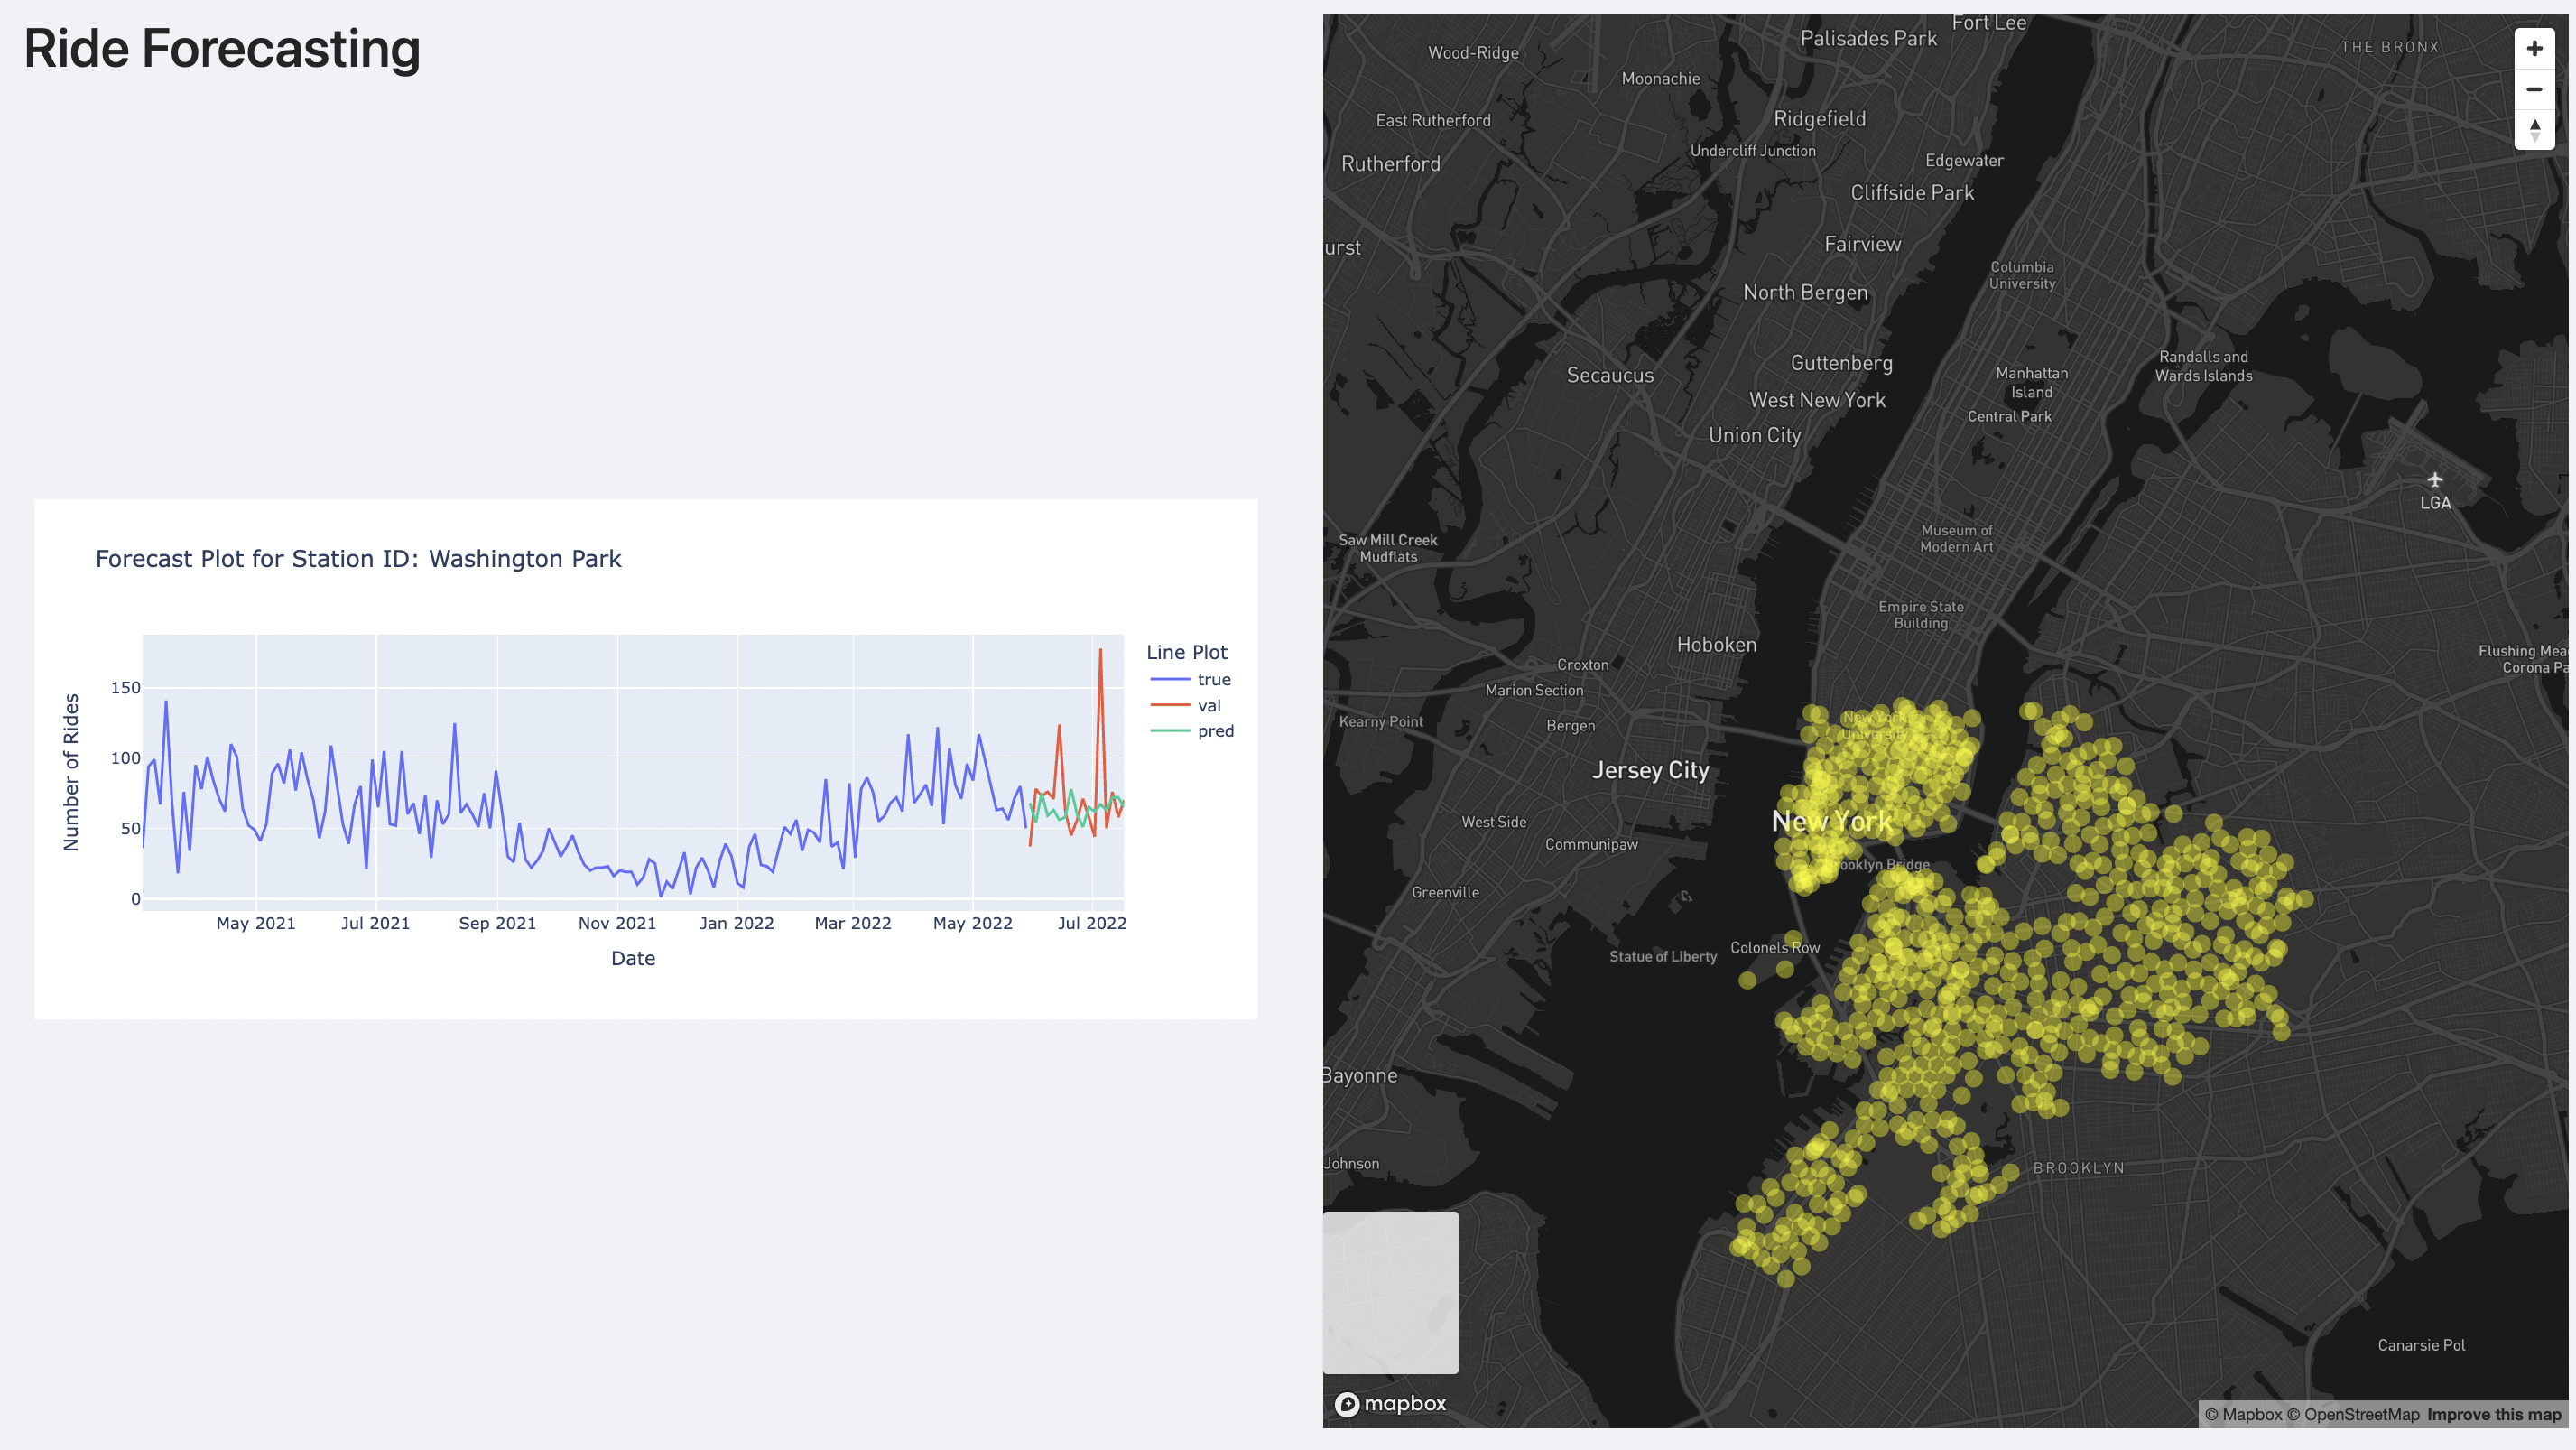 Ride Forecasting
Forecast Plot for Station ID: Washington Park
Number of Rides
150
100
50
0
May 2021
Jul 2021
Sep 2021
Nov 2021
Jan 2022
Mar 2022
May 2022
Jul 2022
Date
Line Plot
true
val
pred
Fort Lee
Palisades Park
THE BRONX
Wood-Ridge
Moonachie
East Rutherford
Ridgefield
Undercliff Junction
Rutherford
Edgewater
Cliffside Park
urst
Fairview
Columbia
University
North Bergen
Guttenberg
Randalls and
Wards Islands
Secaucus
Manhattan
Island
West New York
Central Park
Union City
LGA
Museum of
Modern Art
Saw Mill Creek
Mudflats
Empire State
Building
Hoboken
Flushing Mea
Corona Pa
Croxton
Marion Section
Kearny Point
Bergen
New York
University
Jersey City
New York
West Side
Communipaw
Brooklyn Bridge
Greenville
Colonels Row
Statue of Liberty
Bayonne
Johnson
BROOKLYN
Canarsie Pol
mapbox
© Mapbox © OpenStreetMap Improve this map